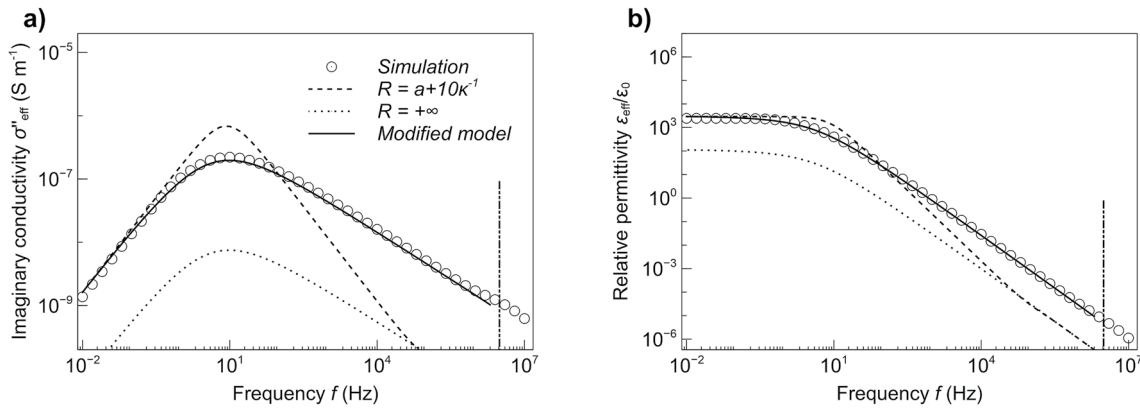 a)
Imaginary conductivity σ"eff (S m⁻¹)
10⁻⁵
10⁻⁷
10⁻⁹
Simulation
R = a+10κ⁻¹
R = +∞
Modified model
10⁻² 10¹ 10⁴ 10⁷
Frequency f (Hz)
b)
Relative permittivity εeff/ε₀
10⁶
10³
10⁰
10⁻³
10⁻⁶
10⁻² 10¹ 10⁴ 10⁷
Frequency f (Hz)